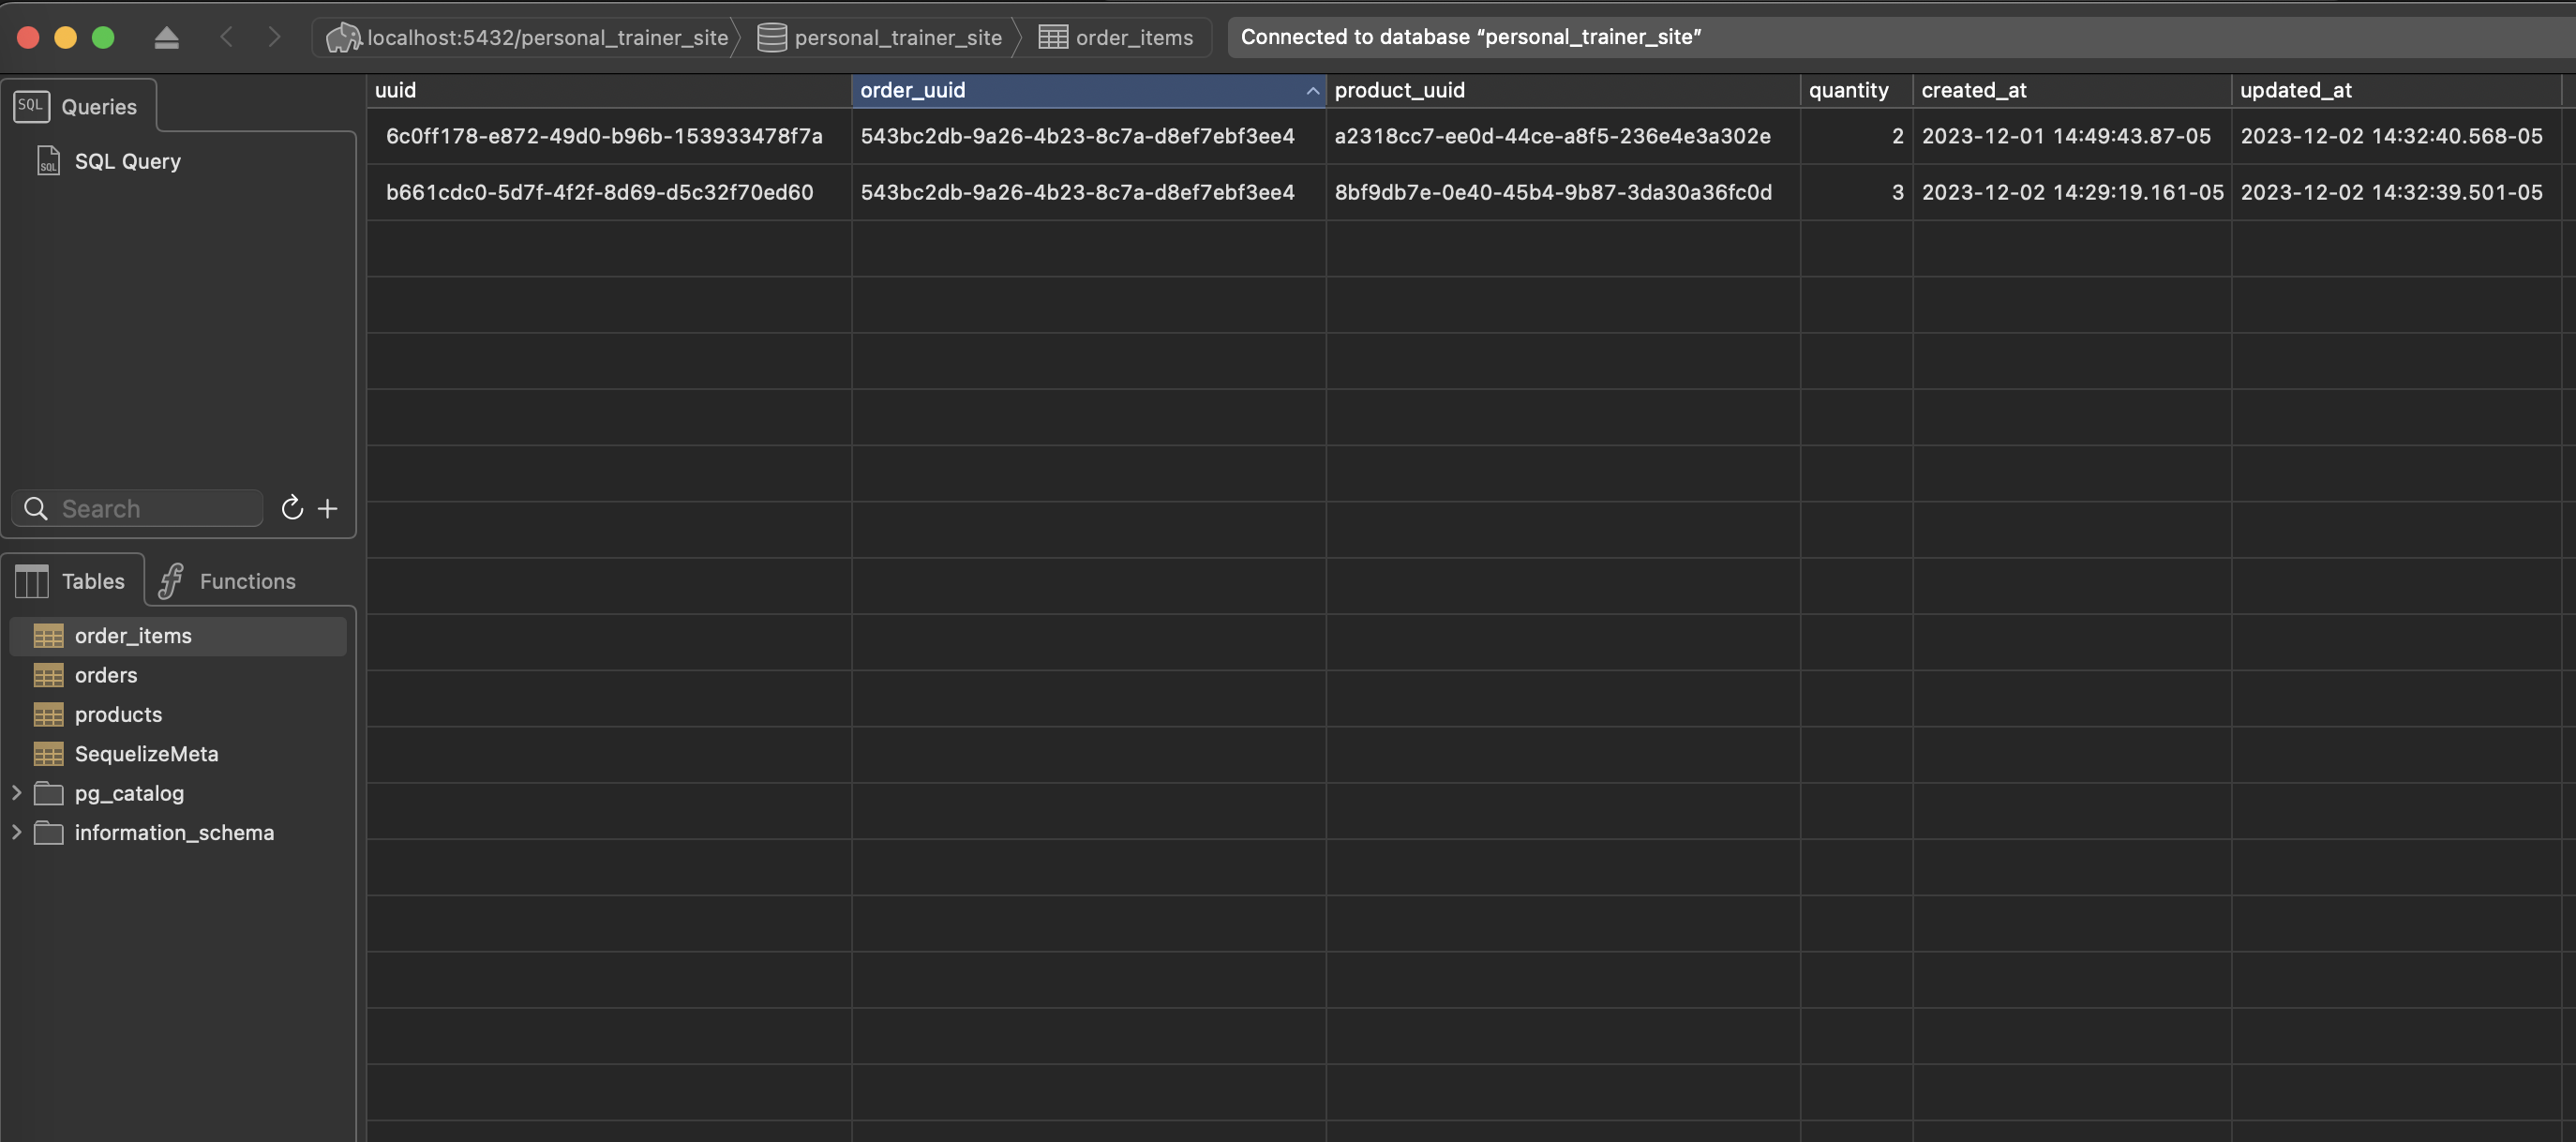 localhost:5432/personal_trainer_site personal_trainer_site order_items Connected to database “personal_trainer_site”
SQL Queries
SQL SQL Query
Search
Tables Functions
order_items
orders
products
SequelizeMeta
pg_catalog
information_schema
uuid order_uuid product_uuid quantity created_at updated_at
6c0ff178-e872-49d0-b96b-153933478f7a 543bc2db-9a26-4b23-8c7a-d8ef7ebf3ee4 a2318cc7-ee0d-44ce-a8f5-236e4e3a302e 2 2023-12-01 14:49:43.87-05 2023-12-02 14:32:40.568-05
b661cdc0-5d7f-4f2f-8d69-d5c32f70ed60 543bc2db-9a26-4b23-8c7a-d8ef7ebf3ee4 8bf9db7e-0e40-45b4-9b87-3da30a36fc0d 3 2023-12-02 14:29:19.161-05 2023-12-02 14:32:39.501-05